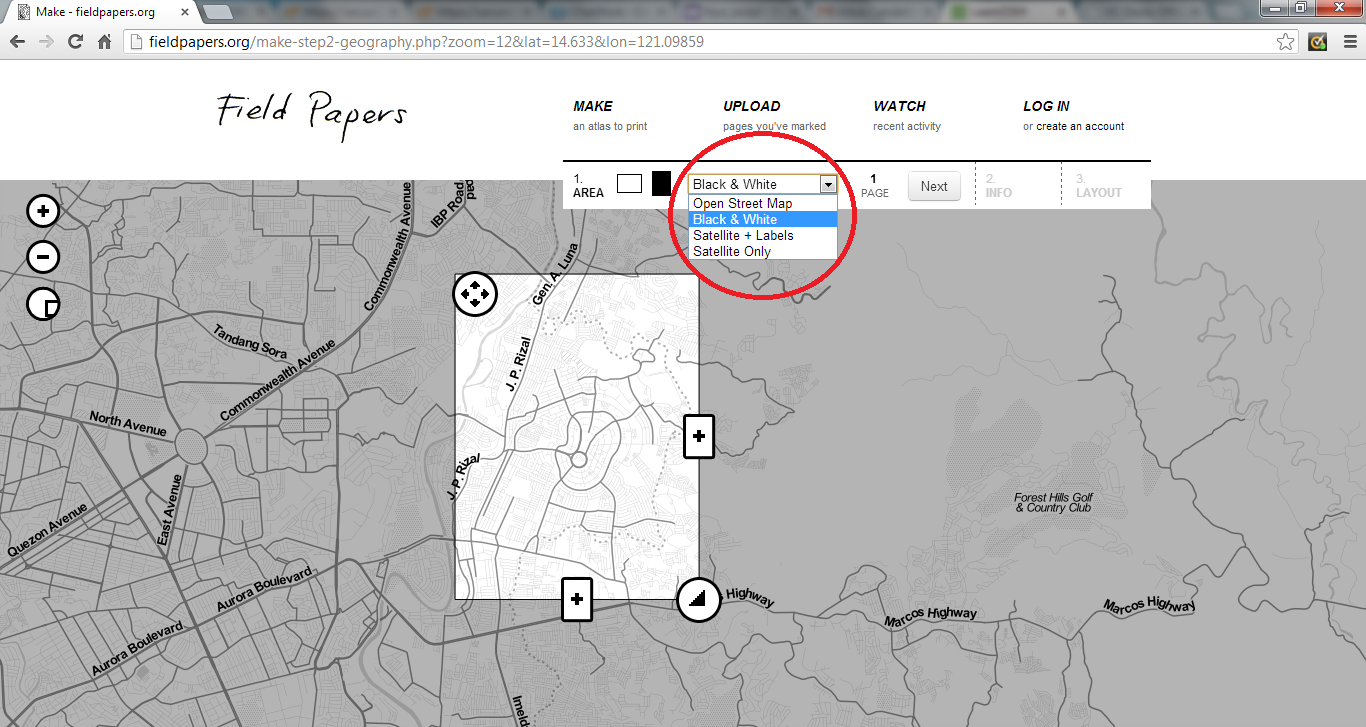 Make - fieldpapers.org
fieldpapers.org/make-step2-geography.php?zoom=12&lat=14.633&lon=121.09859
Field Papers
MAKE
an atlas to print
UPLOAD
pages you've marked
WATCH
recent activity
LOG IN
or create an account
1.
AREA
Black & White
1
PAGE
Next
2.
INFO
3.
LAYOUT
Open Street Map
Black & White
Satellite + Labels
Satellite Only
Commonwealth Avenue
IBP Road
Gen. A. Luna
Tandang Sora
Commonwealth Avenue
J. P. Rizal
North Avenue
J. P. Rizal
East Avenue
Quezon Avenue
Forest Hills Golf
& Country Club
Aurora Boulevard
Aurora Boulevard
Highway
Marcos Highway
Marcos Highway